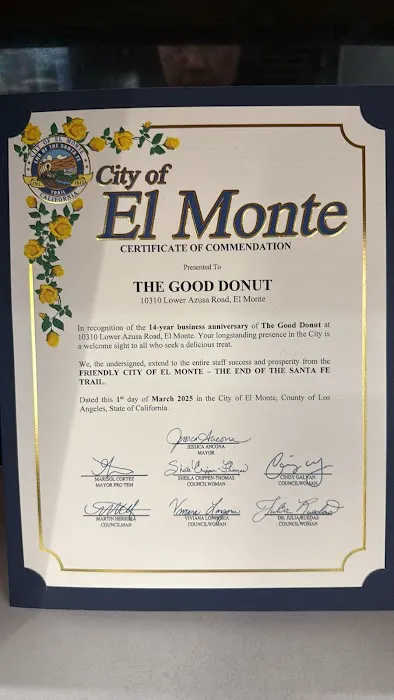 City of
El Monte
CERTIFICATE OF COMMENDATION
Presented To
THE GOOD DONUT
10310 Lower Azusa Road, El Monte
In recognition of the 14-year business anniversary of The Good Donut at
10310 Lower Azusa Road, El Monte. Your longstanding presence in the City is
a welcome sight to all who seek a delicious treat.
We, the undersigned, extend to the entire staff success and prosperity from the
FRIENDLY CITY OF EL MONTE – THE END OF THE SANTA FE
TRAIL.
Dated this 1st day of March 2025 in the City of El Monte, County of Los
Angeles, State of California.
JESSICA ANCONA
MAYOR
MARISOL CORTEZ
MAYOR PRO TEM
SHEILA CRIPPEN-THOMAS
COUNCILWOMAN
CINDY GALVAN
COUNCILWOMAN
MARTIN HERRERA
COUNCILMAN
VIVIANA LONGORIA
COUNCILWOMAN
DR. JULIA RUEDAS
COUNCILWOMAN